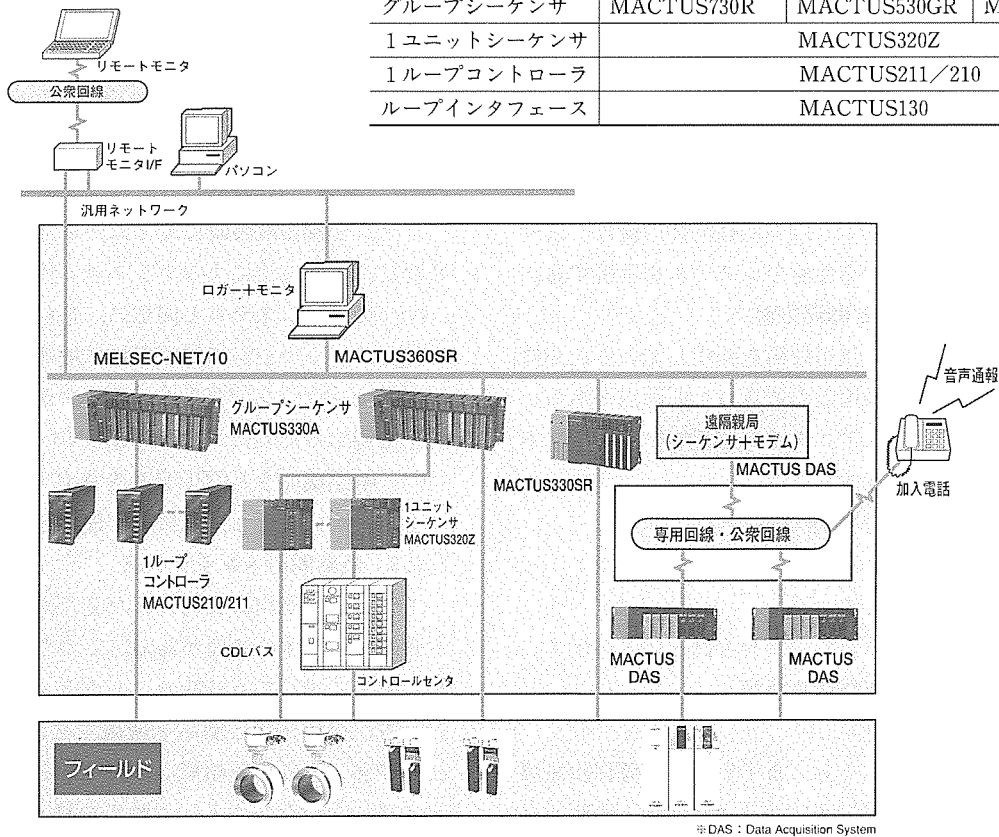 グループシーケンサ MACTUS730R MACTUS530GR
1ユニットシーケンサ MACTUS320Z
1ループコントローラ MACTUS211／210
ループインタフェース MACTUS130
リモートモニタ
公衆回線
リモート
モニタI/F
パソコン
汎用ネットワーク
ロガー＋モニタ
MELSEC-NET/10
MACTUS360SR
グループシーケンサ
MACTUS330A
MACTUS330SR
遠隔親局
(シーケンサ＋モデム)
MACTUS DAS
音声通報
加入電話
専用回線・公衆回線
1ユニット
シーケンサ
MACTUS320Z
1ループ
コントローラ
MACTUS210/211
CDLバス
コントロールセンタ
MACTUS
DAS
MACTUS
DAS
フィールド
※DAS：Data Acquisition System